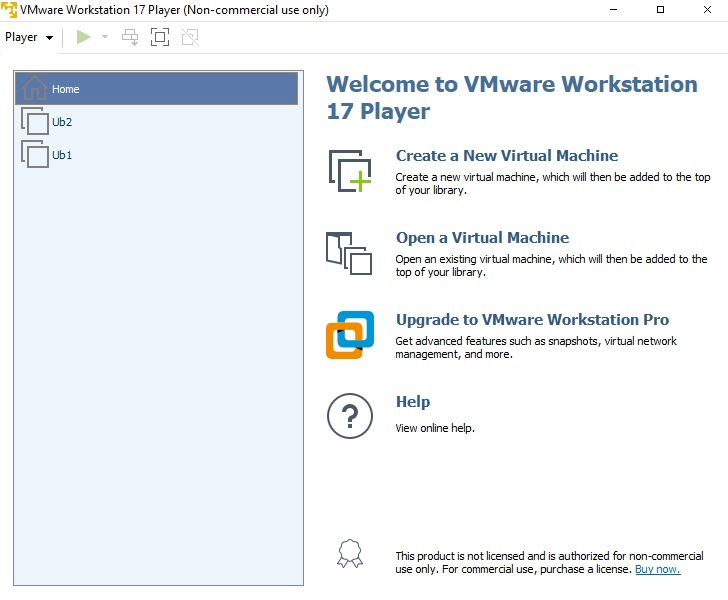 VMware Workstation 17 Player (Non-commercial use only)
Player
Home
Ub2
Ub1
Welcome to VMware Workstation
17 Player
Create a New Virtual Machine
Create a new virtual machine, which will then be added to the top
of your library.
Open a Virtual Machine
Open an existing virtual machine, which will then be added to the
top of your library.
Upgrade to VMware Workstation Pro
Get advanced features such as snapshots, virtual network
management, and more.
?
Help
View online help.
This product is not licensed and is authorized for non-commercial
use only. For commercial use, purchase a license. Buy now.